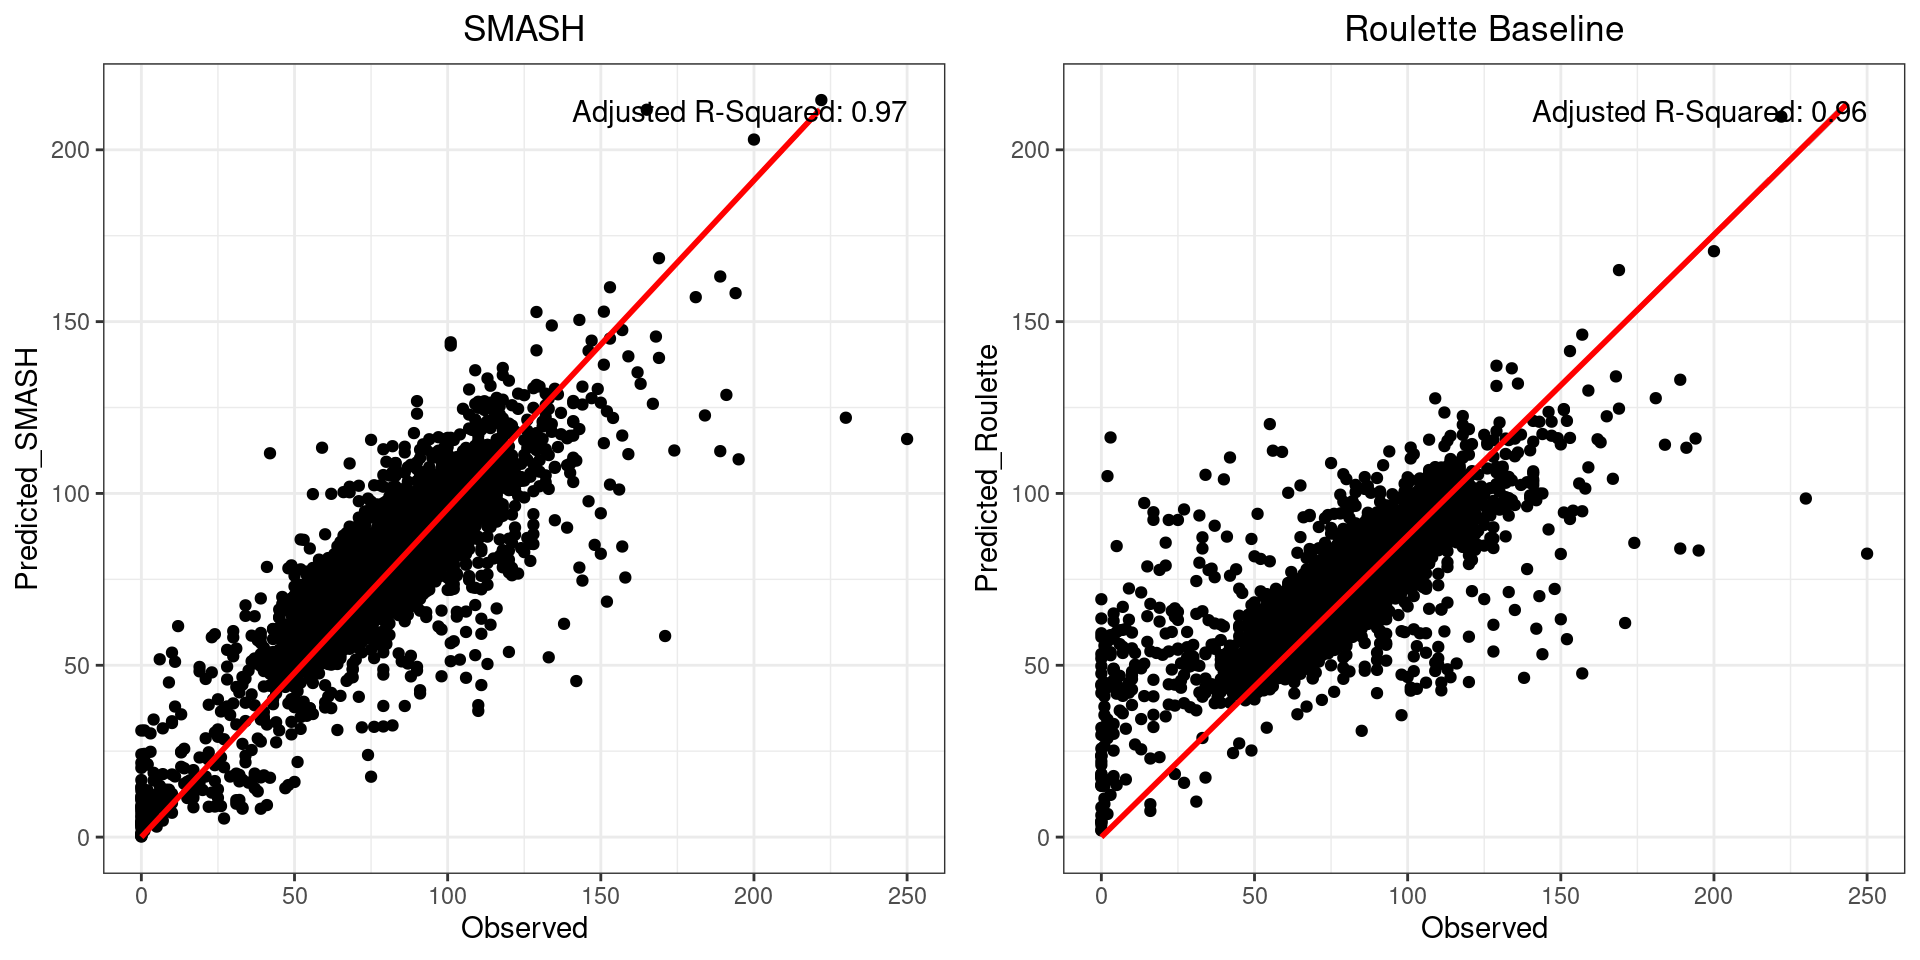 SMASH
Adjusted R-Squared: 0.97
200
150
100
50
0
Predicted_SMASH
0 50 100 150 200 250
Observed
Roulette Baseline
Adjusted R-Squared: 0.96
200
150
100
50
0
Predicted_Roulette
0 50 100 150 200 250
Observed